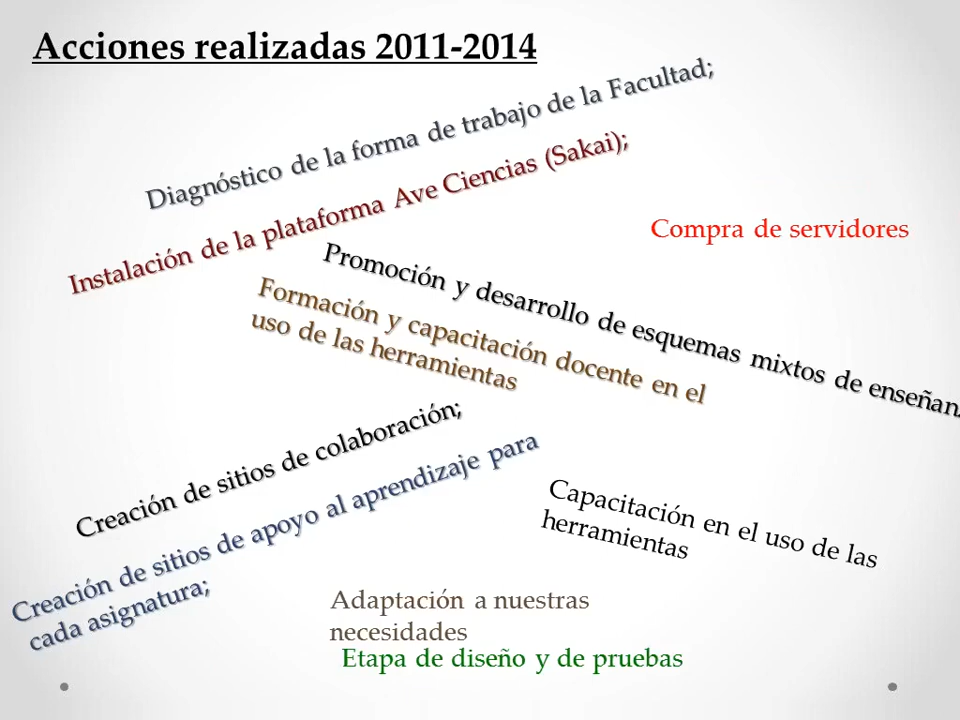 Acciones realizadas 2011-2014
Diagnóstico de la forma de trabajo de la Facultad;
Instalación de la plataforma Ave Ciencias (Sakai);
Compra de servidores
Promoción y desarrollo de esquemas mixtos de
Formación y capacitación docente en el
uso de las herramientas
Creación de sitios de colaboración;
Creación de sitios de apoyo al aprendizaje para
cada asignatura;
Capacitación en el uso de las
herramientas
Adaptación a nuestras
necesidades
Etapa de diseño y de pruebas